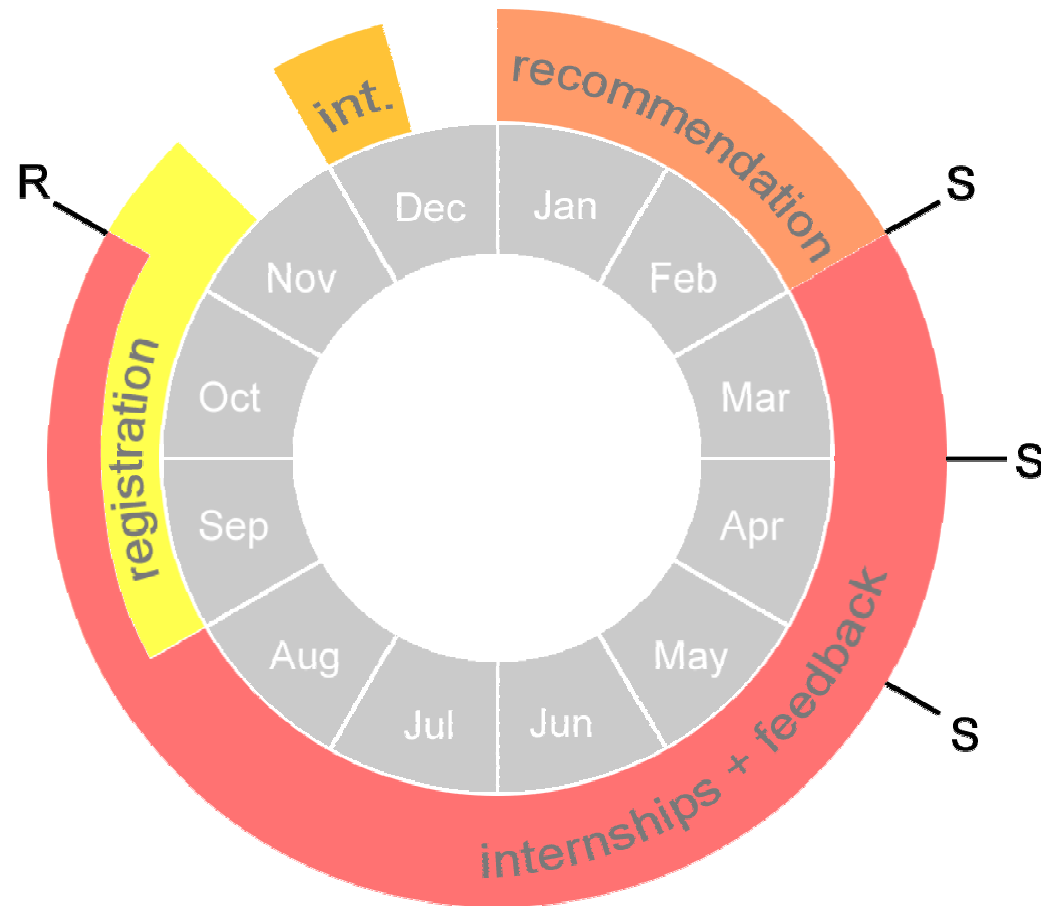 recommendation
int.
R
S
S
S
registration
internships + feedback
Jan
Feb
Mar
Apr
May
Jun
Jul
Aug
Sep
Oct
Nov
Dec